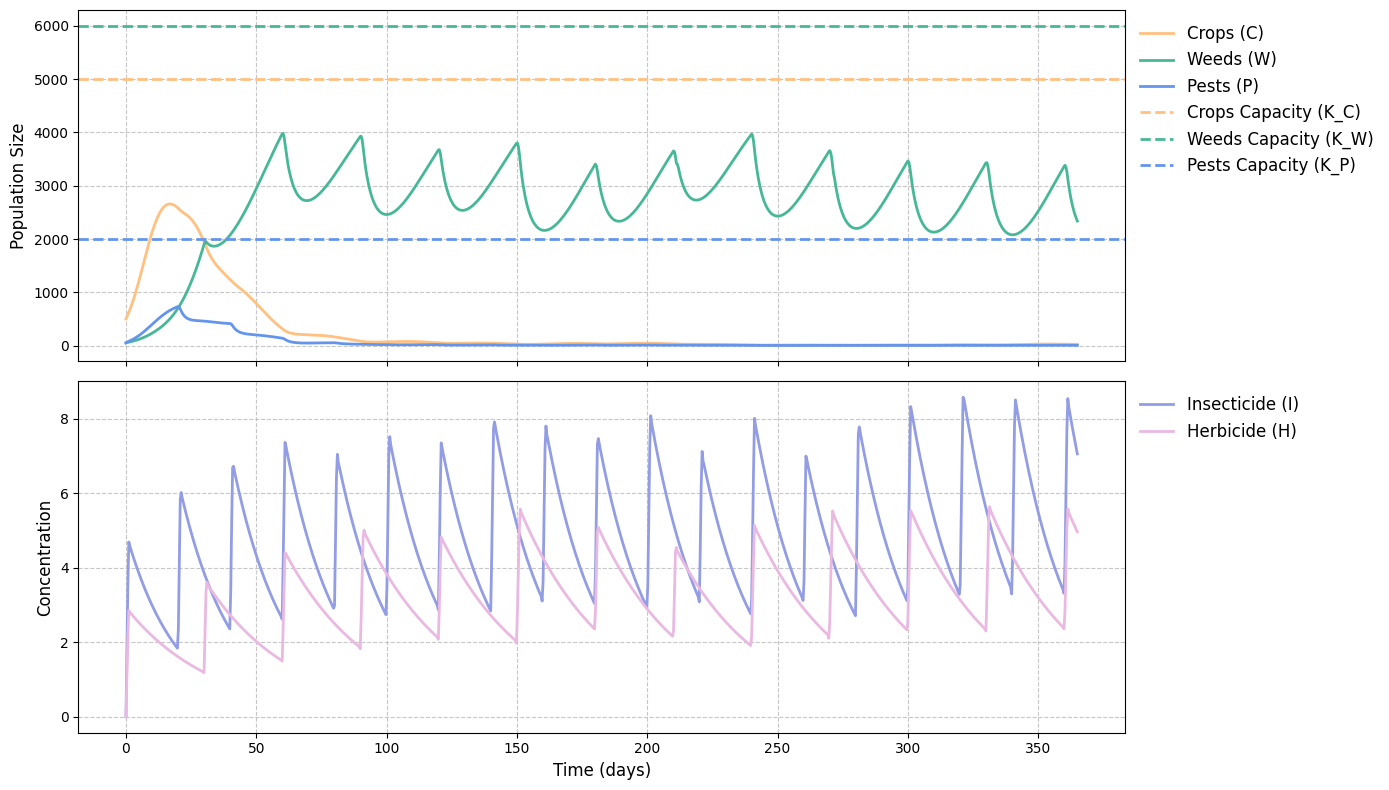 6000
5000
4000
3000
2000
1000
0
Population Size
Crops (C)
Weeds (W)
Pests (P)
Crops Capacity (K_C)
Weeds Capacity (K_W)
Pests Capacity (K_P)
8
6
4
2
0
Concentration
Insecticide (I)
Herbicide (H)
0 50 100 150 200 250 300 350
Time (days)